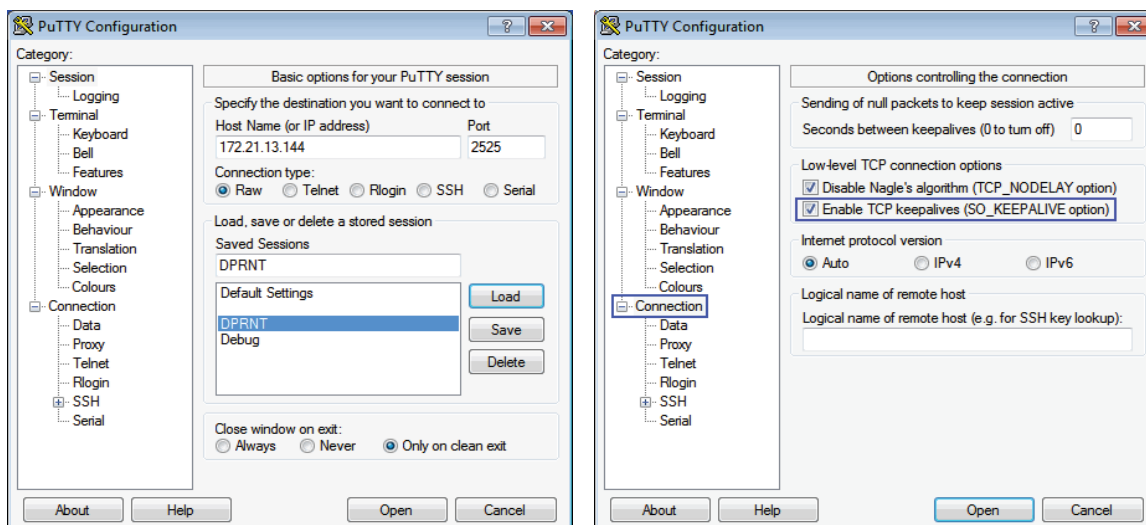 PuTTY Configuration
Category:
Session
Logging
Terminal
Keyboard
Bell
Features
Window
Appearance
Behaviour
Translation
Selection
Colours
Connection
Data
Proxy
Telnet
Rlogin
SSH
Serial
Basic options for your PuTTY session
Specify the destination you want to connect to
Host Name (or IP address) Port
172.21.13.144 2525
Connection type:
Raw Telnet Rlogin SSH Serial
Load, save or delete a stored session
Saved Sessions
DPRNT
Default Settings
DPRNT
Debug
Load
Save
Delete
Close window on exit:
Always Never Only on clean exit
About Help Open Cancel
PuTTY Configuration
Category:
Session
Logging
Terminal
Keyboard
Bell
Features
Window
Appearance
Behaviour
Translation
Selection
Colours
Connection
Data
Proxy
Telnet
Rlogin
SSH
Serial
Options controlling the connection
Sending of null packets to keep session active
Seconds between keepalives (0 to turn off) 0
Low-level TCP connection options
Disable Nagle's algorithm (TCP_NODELAY option)
Enable TCP keepalives (SO_KEEPALIVE option)
Internet protocol version
Auto IPv4 IPv6
Logical name of remote host
Logical name of remote host (e.g. for SSH key lookup):
About Help Open Cancel